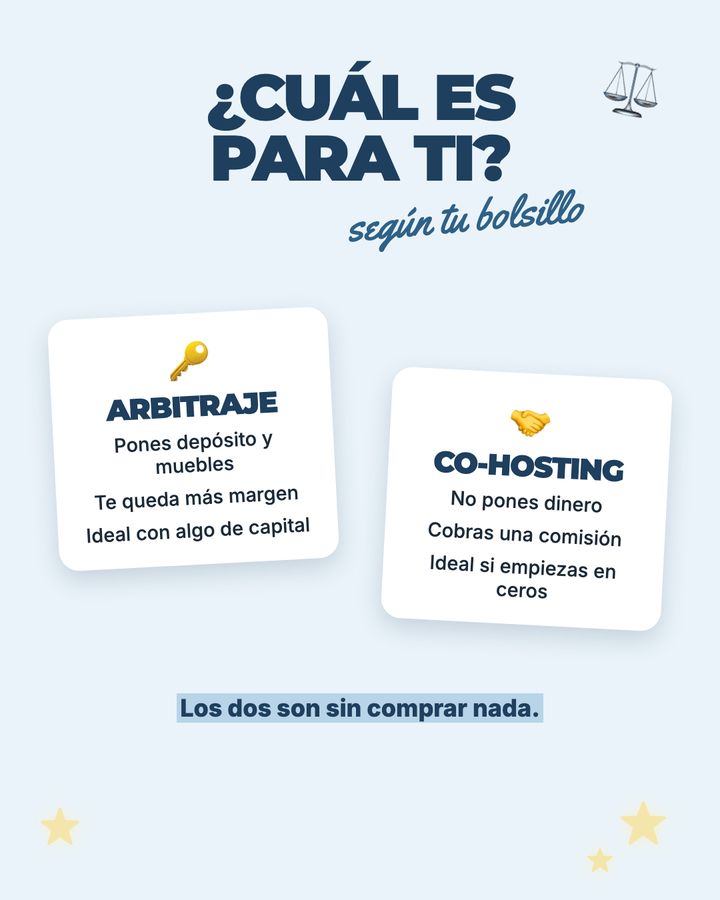 ¿CUÁL ES
PARA TI?
según tu bolsillo
ARBITRAJE
Pones depósito y
muebles
Te queda más margen
Ideal con algo de capital
CO-HOSTING
No pones dinero
Cobras una comisión
Ideal si empiezas en
ceros
Los dos son sin comprar nada.